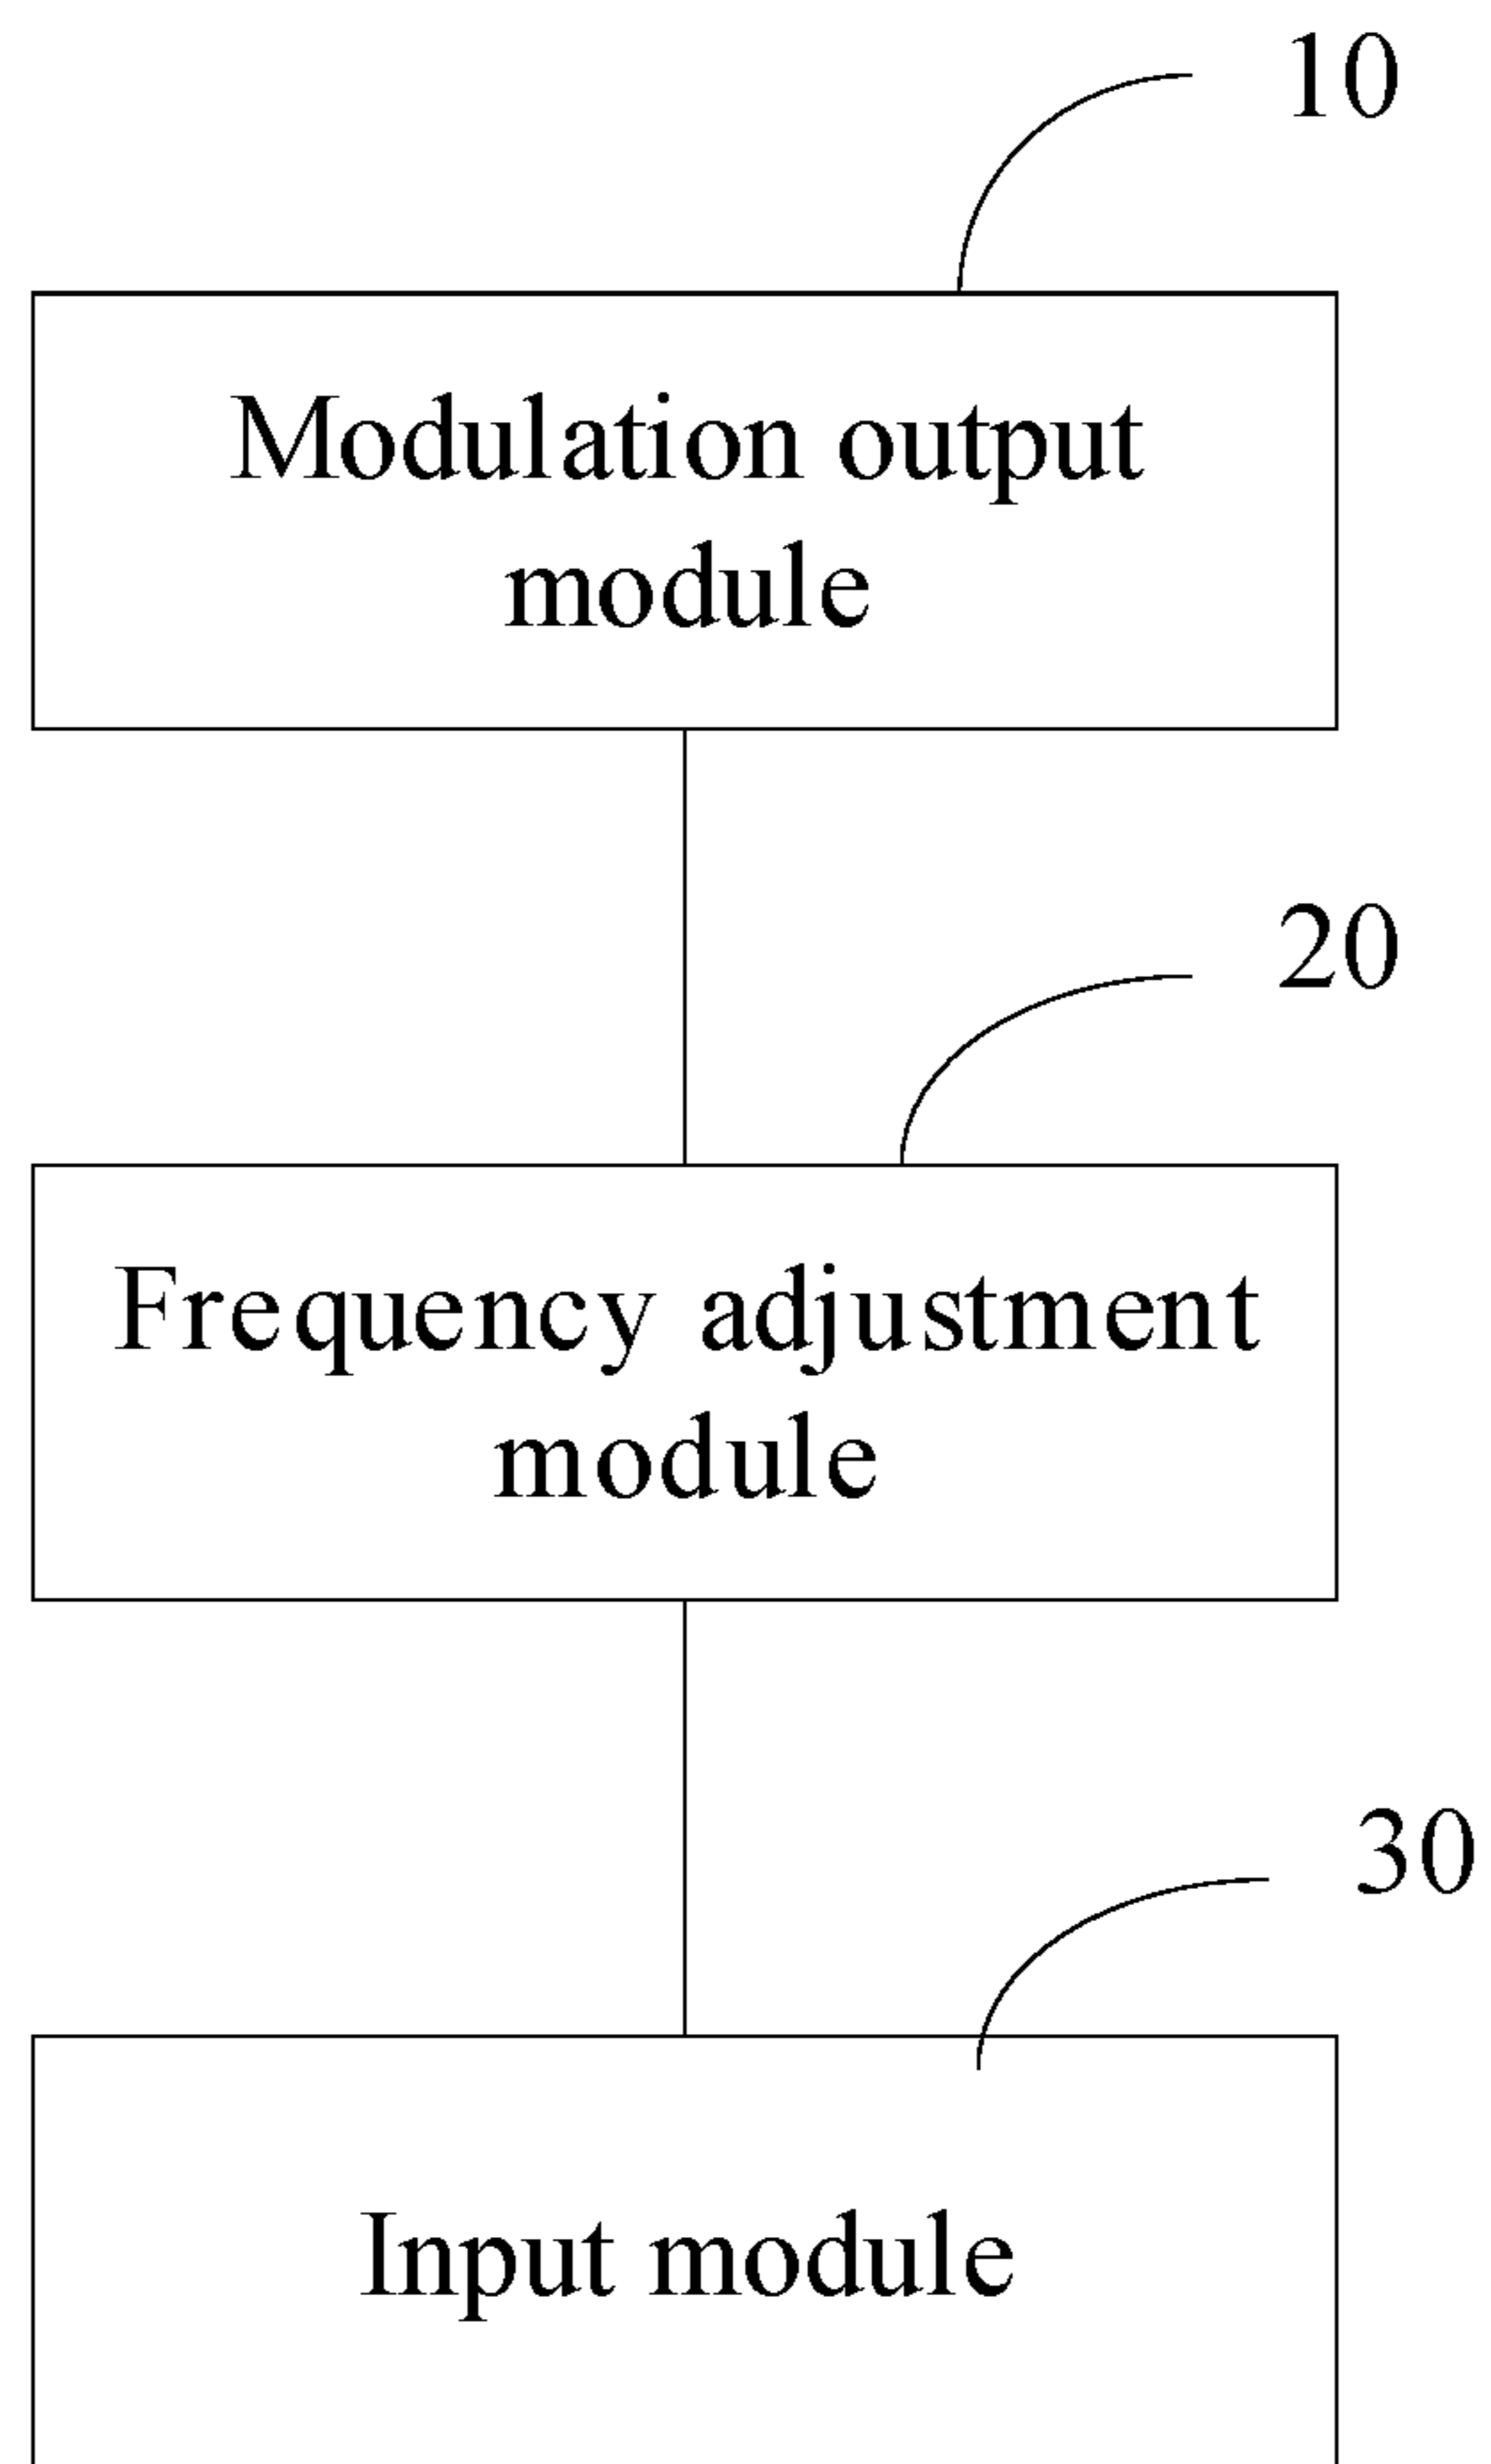 10
Modulation output
module
20
Frequency adjustment
module
30
Input module